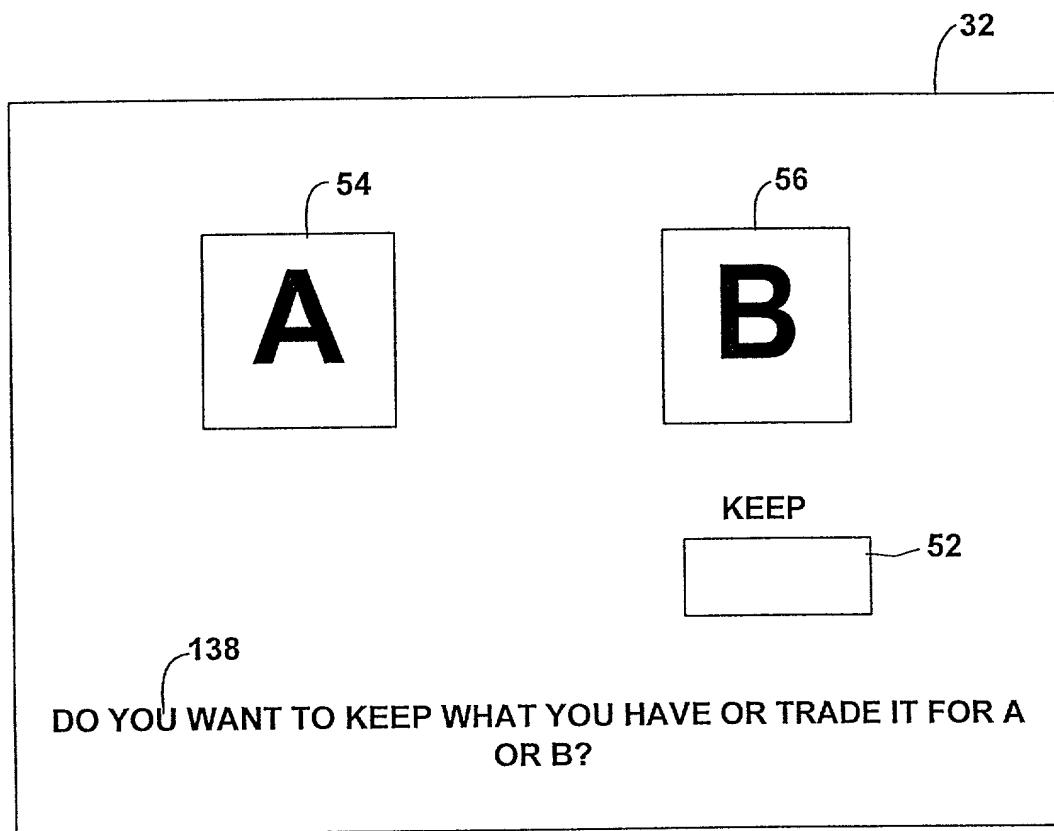 32
54
56
A
B
KEEP
52
138
DO YOU WANT TO KEEP WHAT YOU HAVE OR TRADE IT FOR A
OR B?